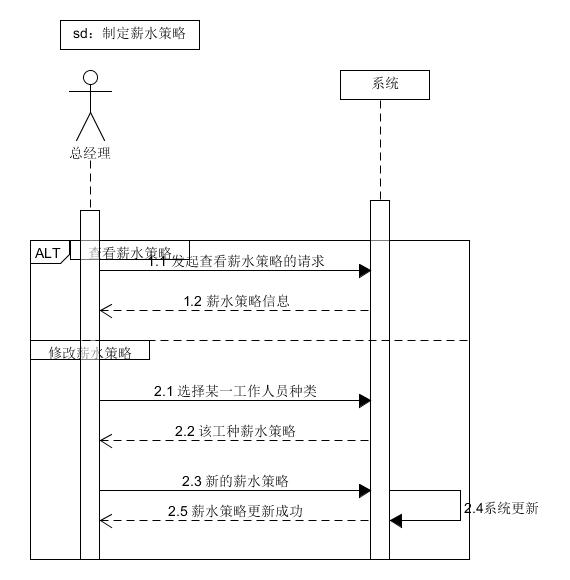 sd：制定薪水策略
系统
总经理
ALT
查看薪水策略
1.1 发起查看薪水策略的请求
1.2 薪水策略信息
修改薪水策略
2.1 选择某一工作人员种类
2.2 该工种薪水策略
2.3 新的薪水策略
2.4系统更新
2.5 薪水策略更新成功